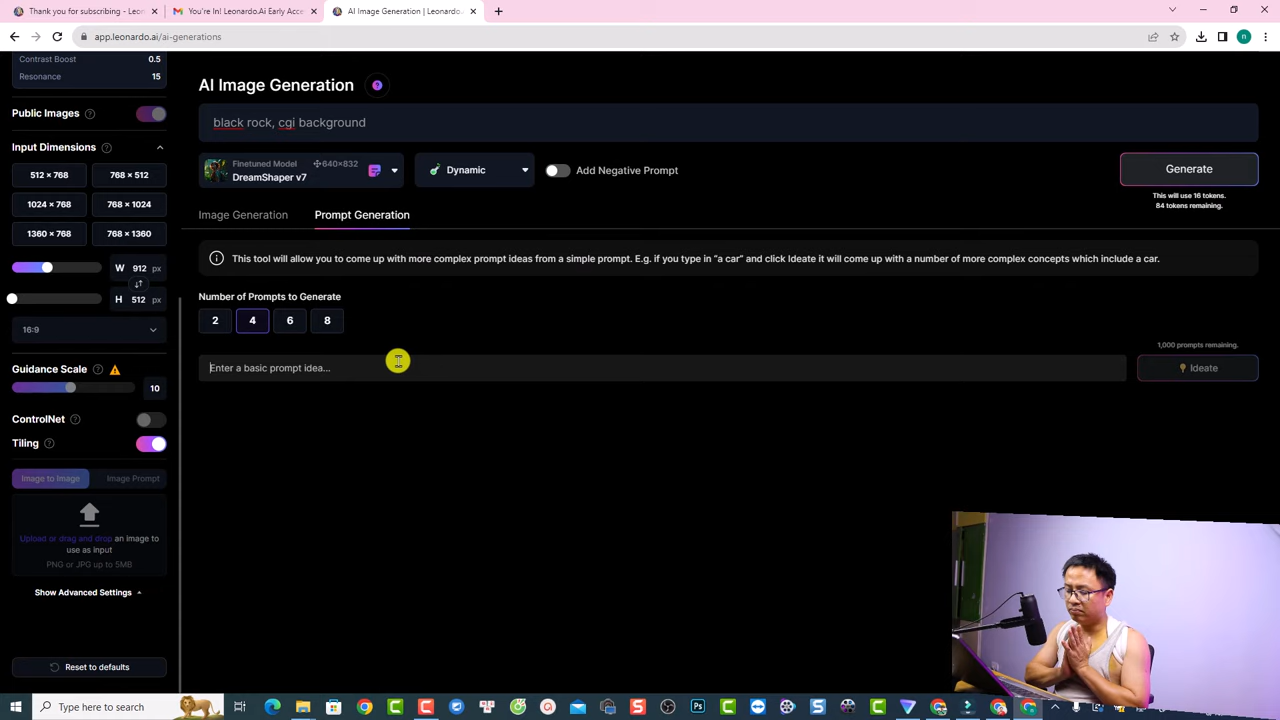 Thank you for subscribing - Leon
You're In! Leonardo.Ai Early Acce
AI Image Generation | Leonardo.
app.leonardo.ai/ai-generations
n
Contrast Boost 0.5
Resonance 15
Public Images
Input Dimensions
512 × 768 768 × 512
1024 × 768 768 × 1024
1360 × 768 768 × 1360
W 912 px
H 512 px
16:9
Guidance Scale
10
ControlNet
Tiling
Image to Image Image Prompt
Upload or drag and drop an image to
use as input
PNG or JPG up to 5MB
Show Advanced Settings
Reset to defaults
AI Image Generation ?
black rock, cgi background
Finetuned Model 640×832
DreamShaper v7
Dynamic
Add Negative Prompt
Generate
This will use 16 tokens.
84 tokens remaining.
Image Generation Prompt Generation
This tool will allow you to come up with more complex prompt ideas from a simple prompt. E.g. if you type in "a car" and click Ideate it will come up with a number of more complex concepts which include a car.
Number of Prompts to Generate
2 4 6 8
1,000 prompts remaining.
Enter a basic prompt idea...
Ideate
Type here to search